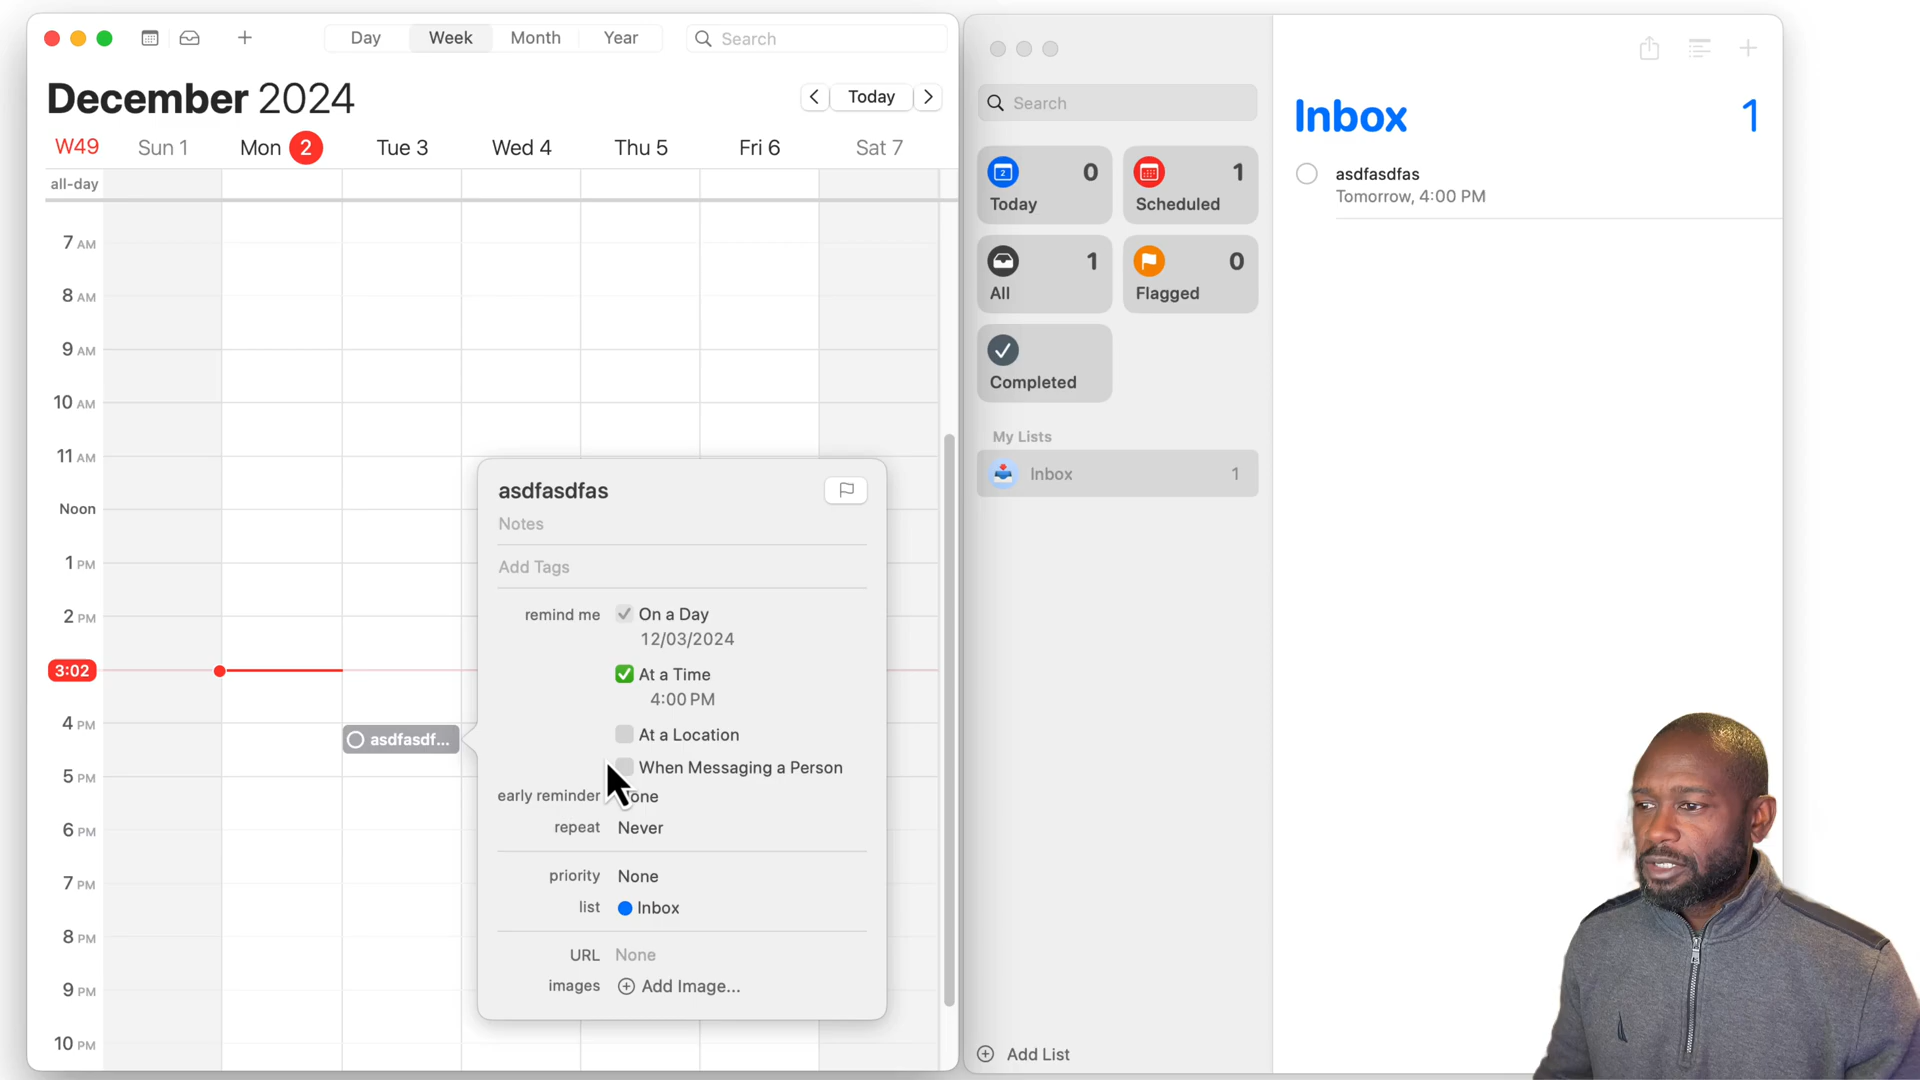 Day Week Month Year Search
December 2024
Today
W49 Sun 1 Mon 2 Tue 3 Wed 4 Thu 5 Fri 6 Sat 7
all-day
7 AM
8 AM
9 AM
10 AM
11 AM
Noon
1 PM
2 PM
3:02
4 PM
5 PM
6 PM
7 PM
8 PM
9 PM
10 PM
asdfasdf...
asdfasdfas
Notes
Add Tags
remind me On a Day
12/03/2024
At a Time
4:00 PM
At a Location
When Messaging a Person
early reminder
repeat Never
priority None
list Inbox
URL None
images Add Image...
Search
2 0
Today
1
Scheduled
1
All
0
Flagged
Completed
My Lists
Inbox 1
Add List
Inbox 1
asdfasdfas
Tomorrow, 4:00 PM